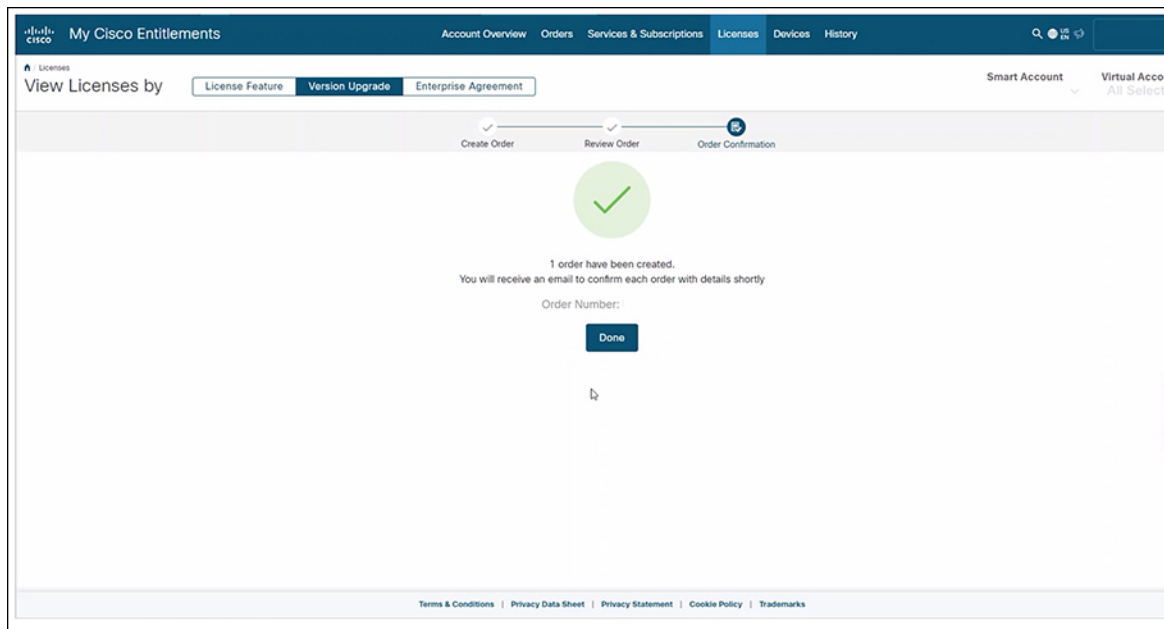 CISCO My Cisco Entitlements Account Overview Orders Services & Subscriptions Licenses Devices History US EN
Licenses
View Licenses by License Feature Version Upgrade Enterprise Agreement Smart Account Virtual Acco
All Select
Create Order Review Order Order Confirmation
1 order have been created.
You will receive an email to confirm each order with details shortly
Order Number:
Done
Terms & Conditions | Privacy Data Sheet | Privacy Statement | Cookie Policy | Trademarks